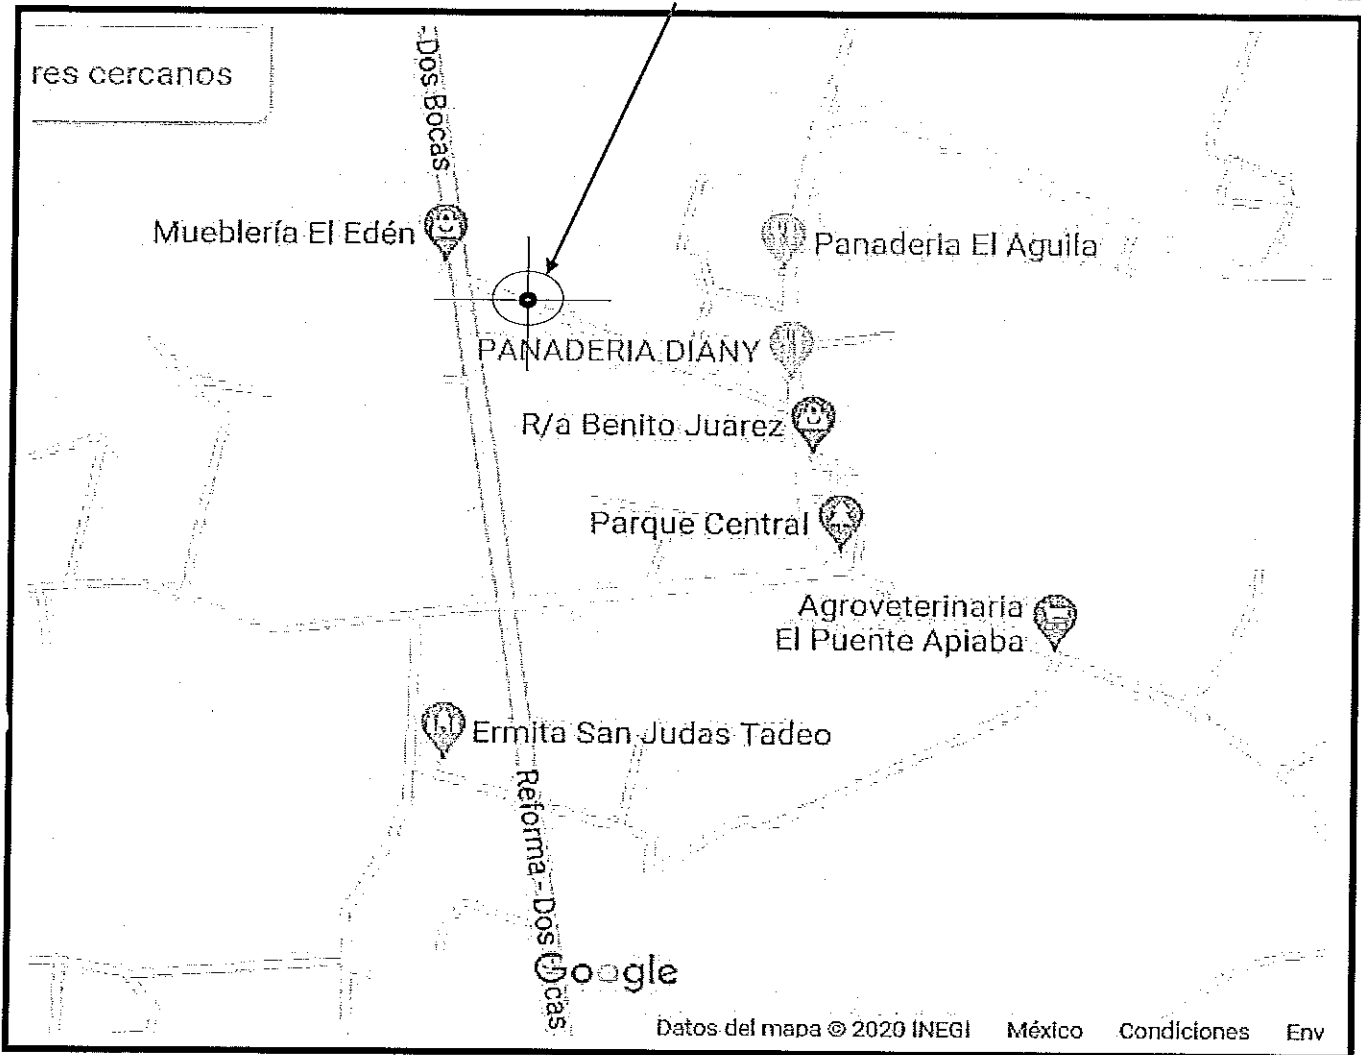 res cercanos
-Dos Bocas
Mueblería El Edén
Panaderia El Aguila
PANADERIA DIANY
R/a Benito Juárez
Parque Central
Agroveterinaria
El Puente Apiaba
Ermita San Judas Tadeo
Reforma - Dos Bocas
Google
Datos del mapa © 2020 INEGI México Condiciones Env